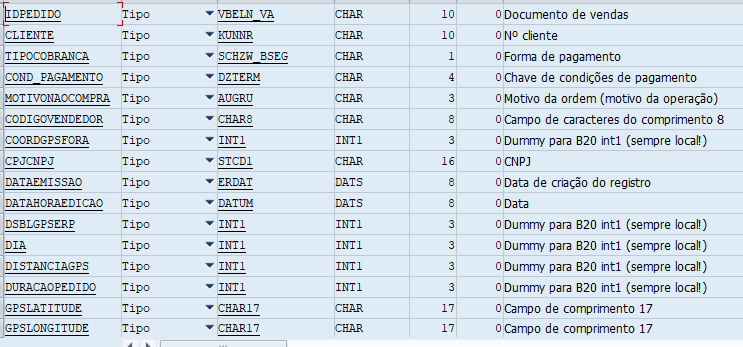 IDPEDIDO Tipo VBELN_VA CHAR 10 0 Documento de vendas
CLIENTE Tipo KUNNR CHAR 10 0 Nº cliente
TIPOCOBRANCA Tipo SCHZW_BSEG CHAR 1 0 Forma de pagamento
COND_PAGAMENTO Tipo DZTERM CHAR 4 0 Chave de condições de pagamento
MOTIVONAOCOMPRA Tipo AUGRU CHAR 3 0 Motivo da ordem (motivo da operação)
CODIGOVENDEDOR Tipo CHAR8 CHAR 8 0 Campo de caracteres do comprimento 8
COORDGPSFORA Tipo INT1 INT1 3 0 Dummy para B20 int1 (sempre local!)
CPJCNPJ Tipo STCD1 CHAR 16 0 CNPJ
DATAEMISSAO Tipo ERDAT DATS 8 0 Data de criação do registro
DATAHORAEDICAO Tipo DATUM DATS 8 0 Data
DSBLGPSERP Tipo INT1 INT1 3 0 Dummy para B20 int1 (sempre local!)
DIA Tipo INT1 INT1 3 0 Dummy para B20 int1 (sempre local!)
DISTANCIAGPS Tipo INT1 INT1 3 0 Dummy para B20 int1 (sempre local!)
DURACAOPEDIDO Tipo INT1 INT1 3 0 Dummy para B20 int1 (sempre local!)
GPSLATITUDE Tipo CHAR17 CHAR 17 0 Campo de comprimento 17
GPSLONGITUDE Tipo CHAR17 CHAR 17 0 Campo de comprimento 17